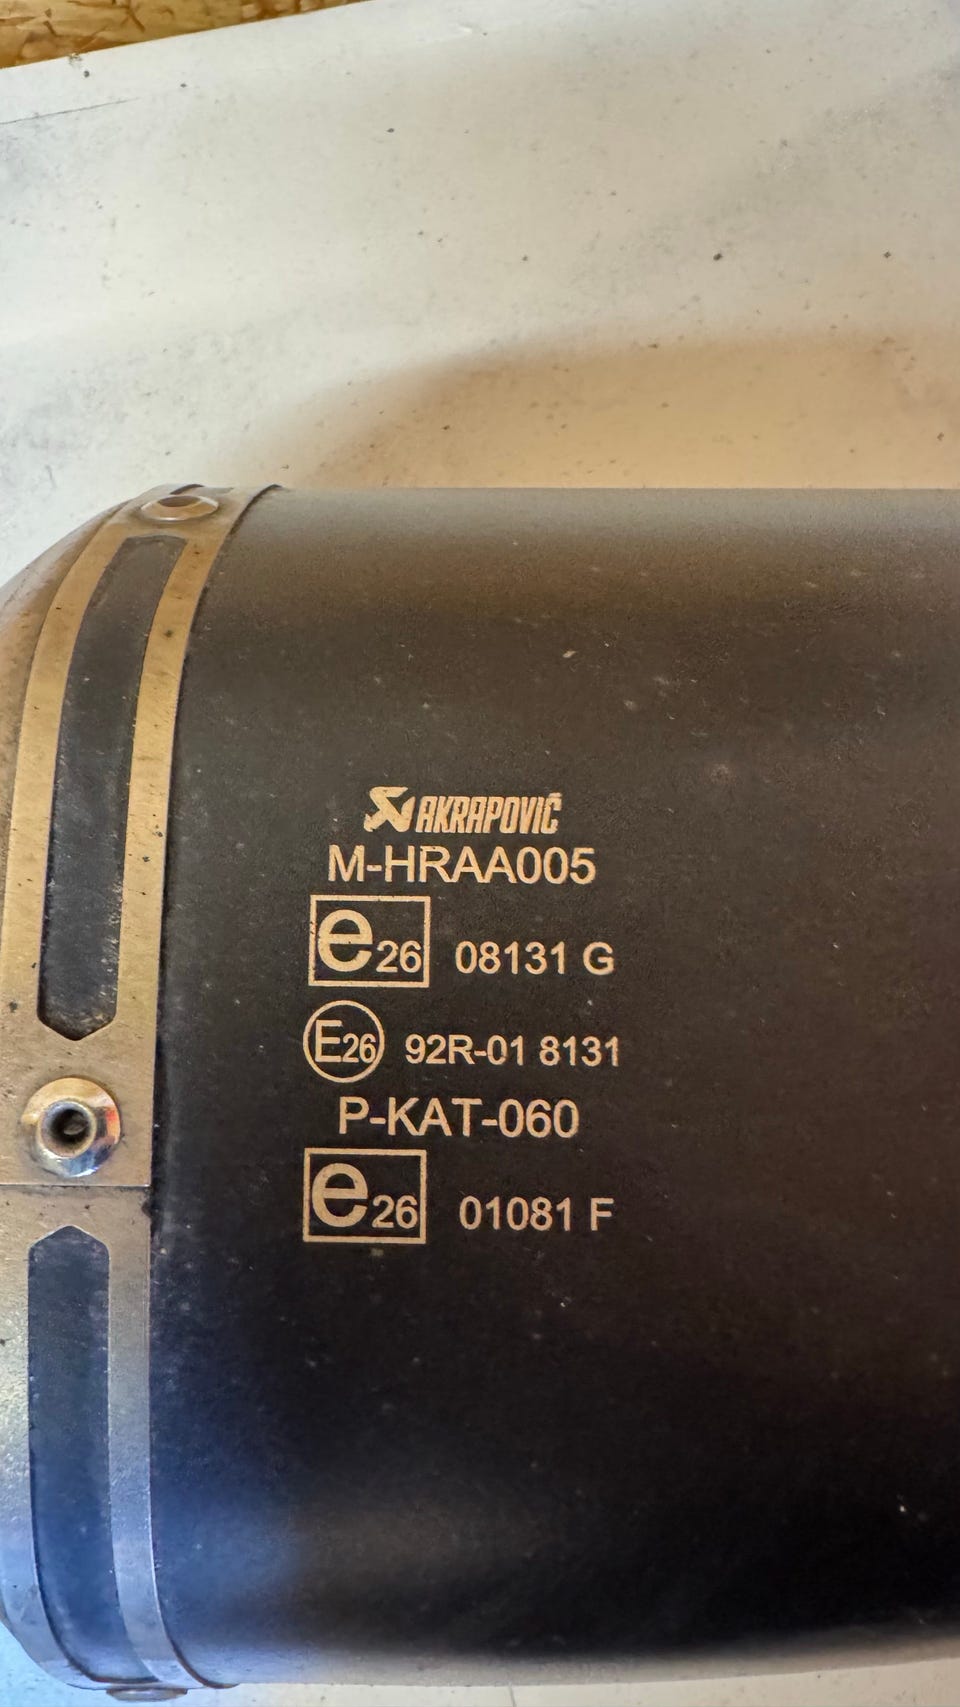 AKRAPOVIČ
M-HRAA005
e26 08131 G
E26 92R-01 8131
P-KAT-060
e26 01081 F